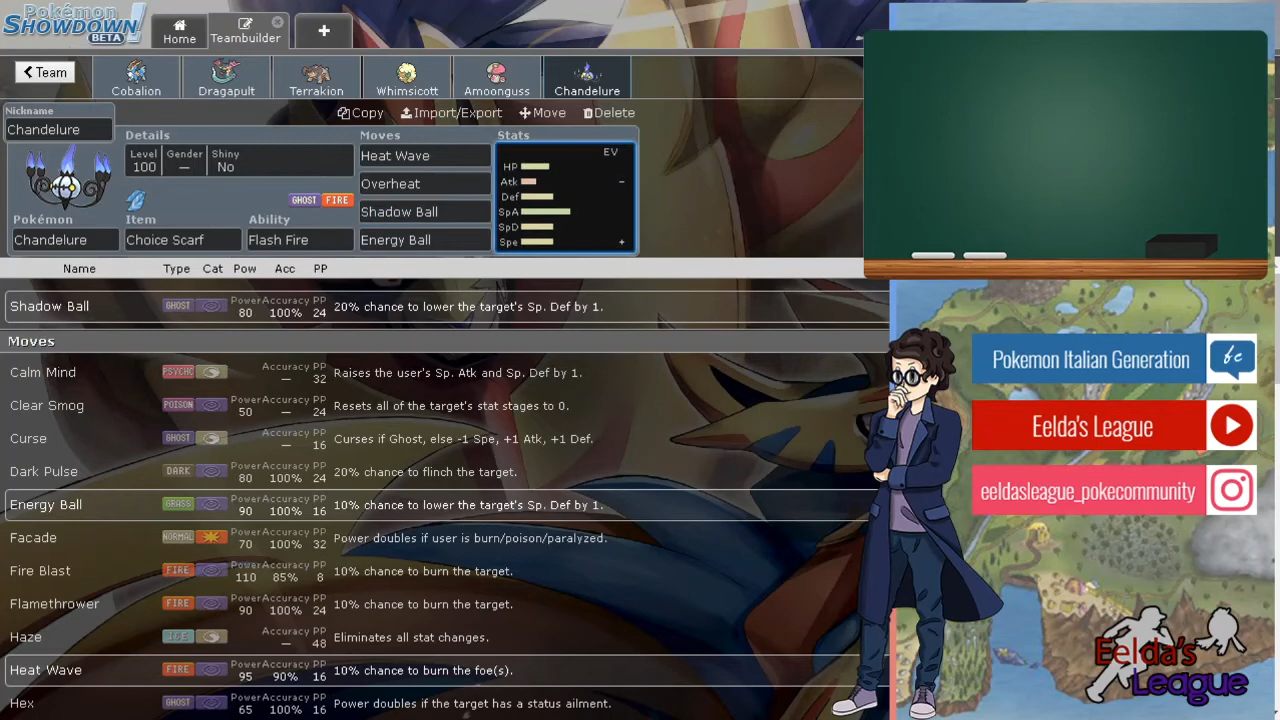 Pokémon
SHOWDOWN!
BETA
Home
Teambuilder
+
Team
Cobalion
Dragapult
Terrakion
Whimsicott
Amoonguss
Chandelure
Copy
Import/Export
Move
Delete
Nickname
Chandelure
Details
Moves
Stats
Level
Gender
Shiny
100
—
No
GHOST
FIRE
Pokémon
Item
Ability
Chandelure
Choice Scarf
Flash Fire
Heat Wave
Overheat
Shadow Ball
Energy Ball
EV
HP
Atk −
Def
SpA
SpD
Spe +
Name Type Cat Pow Acc PP
Shadow Ball GHOST Power 80 Accuracy 100% PP 24 20% chance to lower the target's Sp. Def by 1.
Moves
Calm Mind PSYCHC Accuracy — PP 32 Raises the user's Sp. Atk and Sp. Def by 1.
Clear Smog POISON Power 50 Accuracy — PP 24 Resets all of the target's stat stages to 0.
Curse GHOST Accuracy — PP 16 Curses if Ghost, else -1 Spe, +1 Atk, +1 Def.
Dark Pulse DARK Power 80 Accuracy 100% PP 24 20% chance to flinch the target.
Energy Ball GRASS Power 90 Accuracy 100% PP 16 10% chance to lower the target's Sp. Def by 1.
Facade NORMAL Power 70 Accuracy 100% PP 32 Power doubles if user is burn/poison/paralyzed.
Fire Blast FIRE Power 110 Accuracy 85% PP 8 10% chance to burn the target.
Flamethrower FIRE Power 90 Accuracy 100% PP 24 10% chance to burn the target.
Haze ICE Accuracy — PP 48 Eliminates all stat changes.
Heat Wave FIRE Power 95 Accuracy 90% PP 16 10% chance to burn the foe(s).
Hex GHOST Power 65 Accuracy 100% PP 16 Power doubles if the target has a status ailment.
Pokemon Italian Generation
fc
Eelda's League
eeldasleague_pokecommunity
Eelda's
League